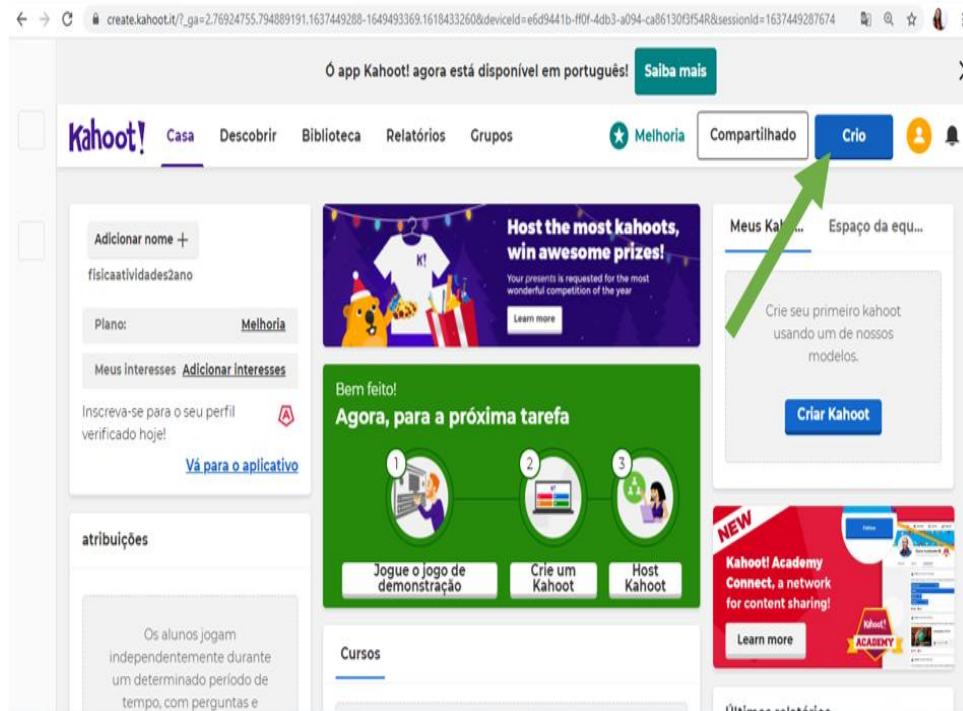 create.kahoot.it/?_ga=2.76924755.794889191.1637449288-1649493369.1618433260&deviceId=e6d9441b-ff0f-4db3-a094-ca86130f3f54R&sessionId=1637449287674
Ó app Kahoot! agora está disponível em português! Saiba mais
Kahoot! Casa Descobrir Biblioteca Relatórios Grupos Melhoria Compartilhado Crio
Adicionar nome +
fisicaatividades2ano
Plano: Melhoria
Meus interesses Adicionar interesses
Inscreva-se para o seu perfil
verificado hoje!
Vá para o aplicativo
atribuições
Os alunos jogam
independentemente durante
um determinado período de
tempo, com perguntas e
K!
Host the most kahoots,
win awesome prizes!
Your presents is requested for the most
wonderful competition of the year
Learn more
Bem feito!
Agora, para a próxima tarefa
1 2 3
Jogue o jogo de
demonstração
Crie um
Kahoot
Host
Kahoot
Cursos
Meus Kaho... Espaço da equ...
Crie seu primeiro kahoot
usando um de nossos
modelos.
Criar Kahoot
NEW
Kahoot! Academy
Connect, a network
for content sharing!
Learn more
Kahoot!
ACADEMY
Últimos relatórios